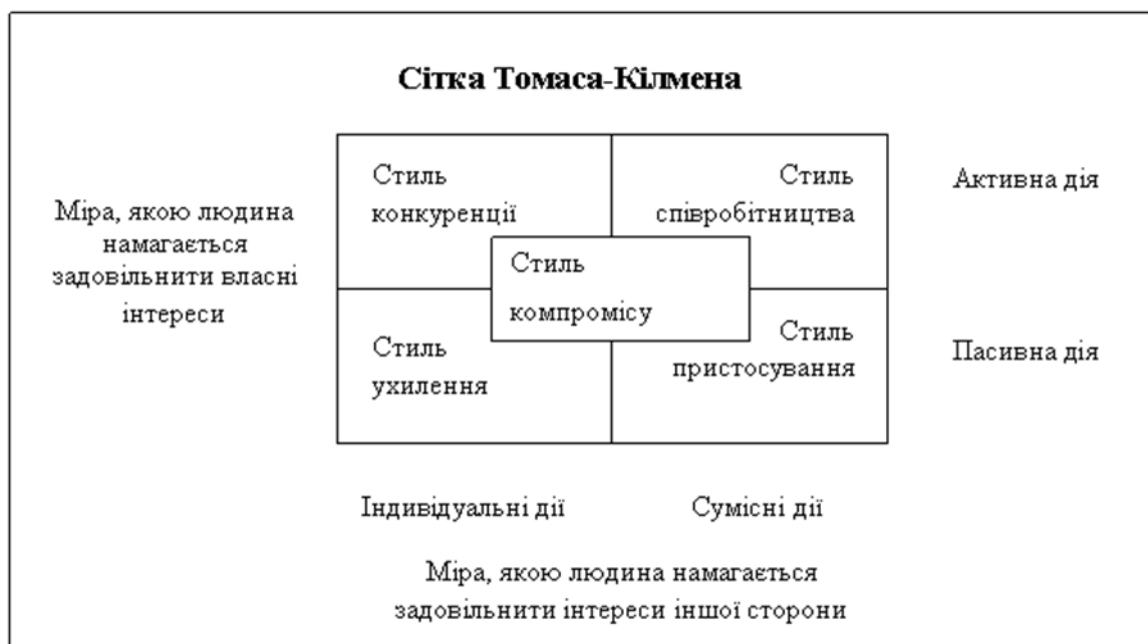 Сітка Томаса-Кілмена
Міра, якою людина
намагається
задовільнити власні
інтереси
Стиль
конкуренції
Стиль
співробітництва
Активна дія
Стиль
компромісу
Стиль
ухилення
Стиль
пристосування
Пасивна дія
Індивідуальні дії
Сумісні дії
Міра, якою людина намагається
задовільнити інтереси іншої сторони